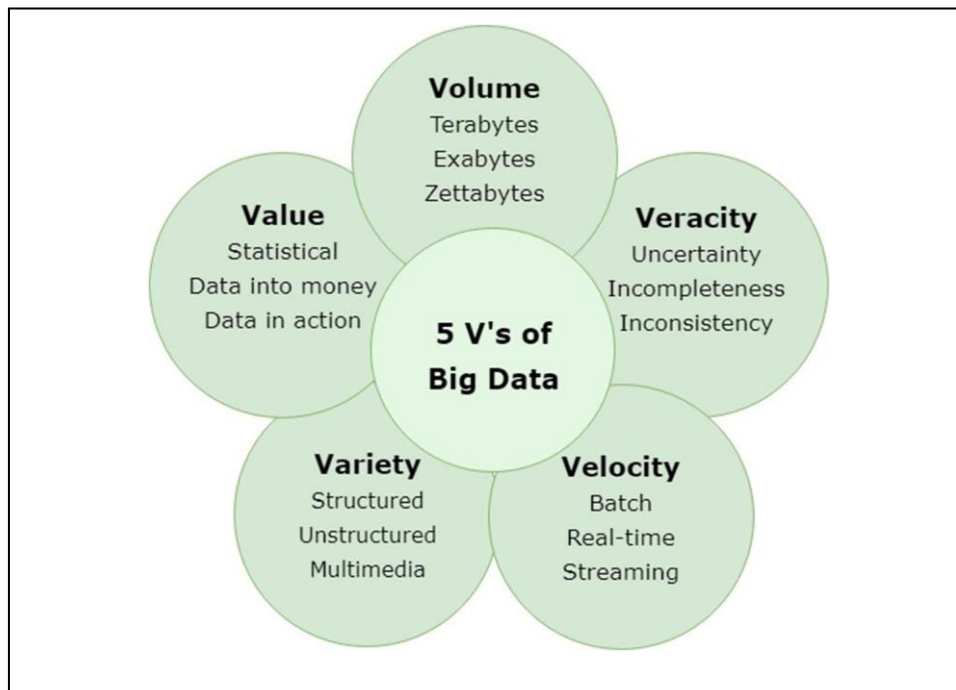 Volume
Terabytes
Exabytes
Zettabytes
Value
Statistical
Data into money
Data in action
Veracity
Uncertainty
Incompleteness
Inconsistency
5 V's of
Big Data
Variety
Structured
Unstructured
Multimedia
Velocity
Batch
Real-time
Streaming